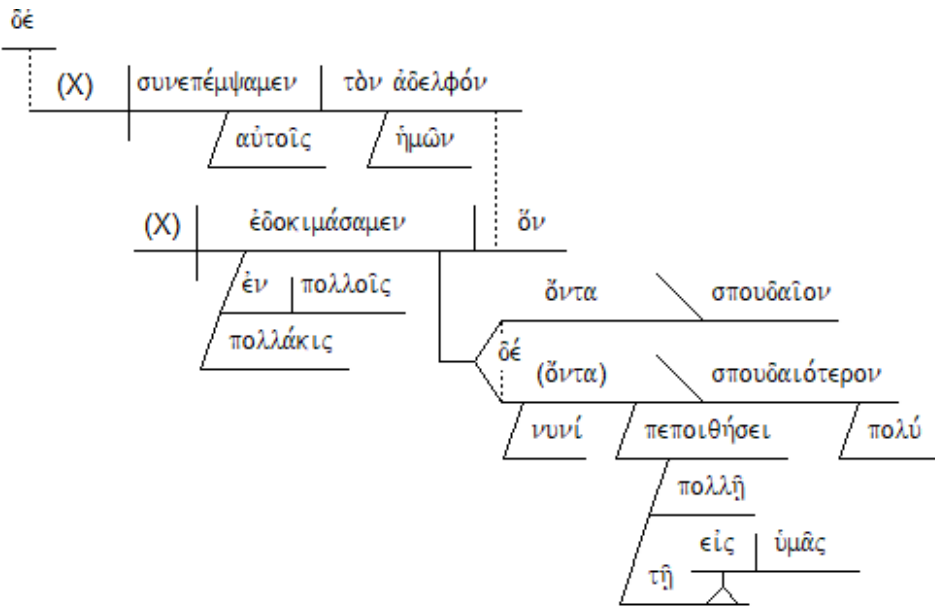 δέ
(X) συνεπέμψαμεν τὸν ἀδελφόν
αὐτοῖς ἡμῶν
(X) ἐδοκιμάσαμεν ὅν
ἐν πολλοῖς ὄντα σπουδαῖον
πολλάκις δέ (ὄντα) σπουδαιότερον
νυνί πεποιθήσει πολύ
πολλῇ
τῇ εἰς ὑμᾶς